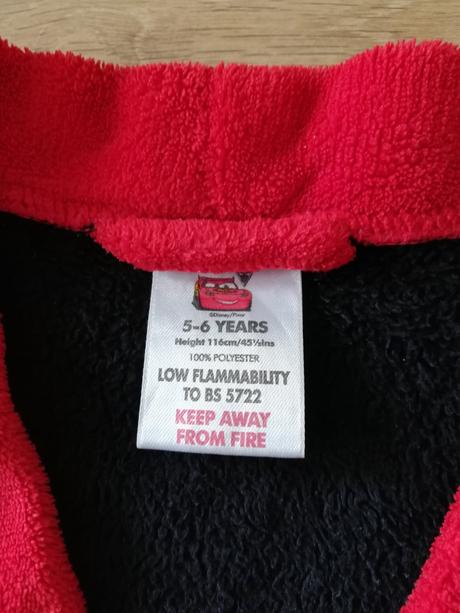 ©Disney/Pixar
5-6 YEARS
Height 116cm/45½ins
100% POLYESTER
LOW FLAMMABILITY
TO BS 5722
KEEP AWAY
FROM FIRE